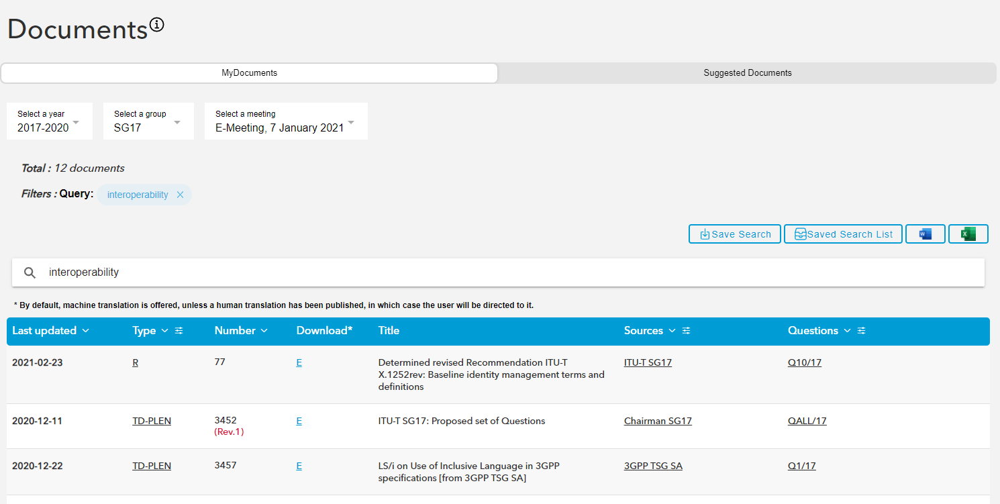 Documents
MyDocuments
Suggested Documents
Select a year
2017-2020
Select a group
SG17
Select a meeting
E-Meeting, 7 January 2021
Total : 12 documents
Filters : Query: interoperability
Save Search
Saved Search List
interoperability
* By default, machine translation is offered, unless a human translation has been published, in which case the user will be directed to it.
Last updated Type Number Download* Title Sources Questions
2021-02-23 R 77 E Determined revised Recommendation ITU-T ITU-T SG17 Q10/17
X.1252rev: Baseline identity management terms and
definitions
2020-12-11 TD-PLEN 3452 E ITU-T SG17: Proposed set of Questions Chairman SG17 QALL/17
(Rev.1)
2020-12-22 TD-PLEN 3457 E LS/i on Use of Inclusive Language in 3GPP 3GPP TSG SA Q1/17
specifications [from 3GPP TSG SA]